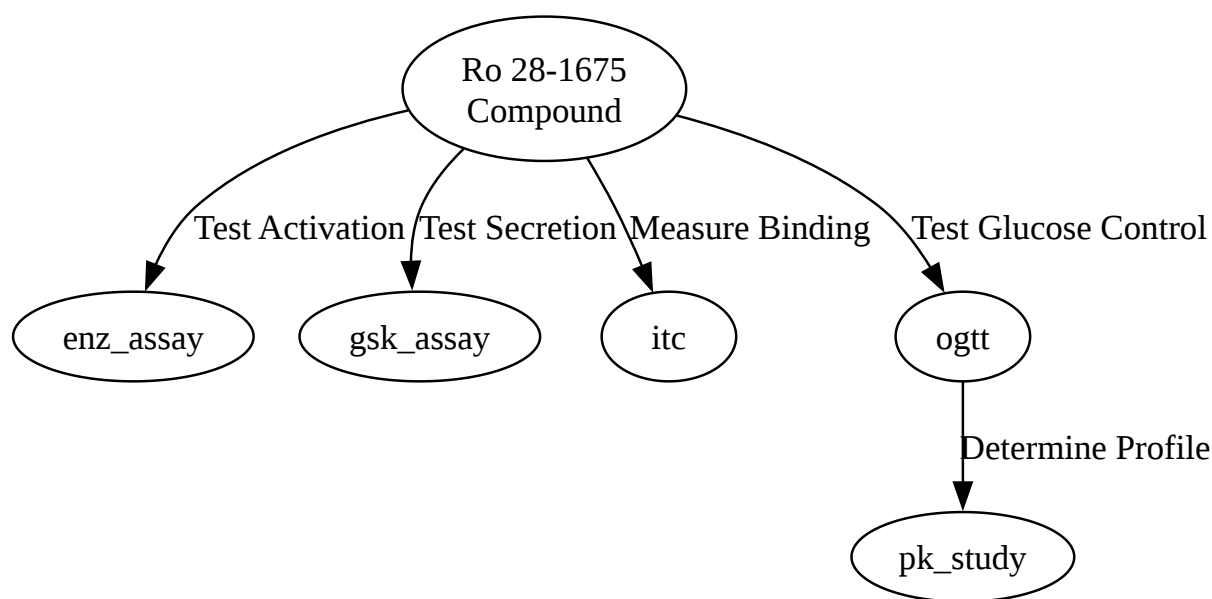 Ro 28-1675
Compound
Test Activation
Test Secretion
Measure Binding
Test Glucose Control
enz_assay
gsk_assay
itc
ogtt
Determine Profile
pk_study